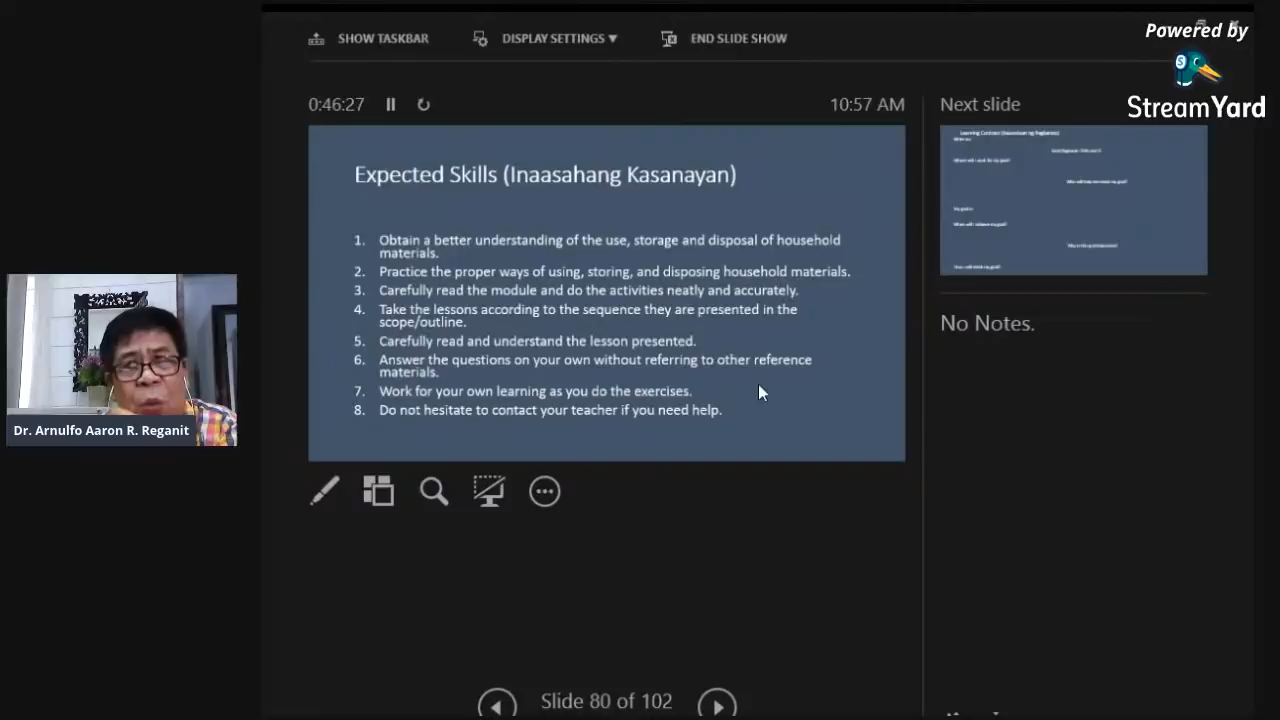 SHOW TASKBAR
DISPLAY SETTINGS ▼
END SLIDE SHOW
Powered by
S
StreamYard
0:46:27
10:57 AM
Next slide
Expected Skills (Inaasahang Kasanayan)
1. Obtain a better understanding of the use, storage and disposal of household
materials.
2. Practice the proper ways of using, storing, and disposing household materials.
3. Carefully read the module and do the activities neatly and accurately.
4. Take the lessons according to the sequence they are presented in the
scope/outline.
5. Carefully read and understand the lesson presented.
6. Answer the questions on your own without referring to other reference
materials.
7. Work for your own learning as you do the exercises.
8. Do not hesitate to contact your teacher if you need help.
No Notes.
Dr. Arnulfo Aaron R. Reganit
Slide 80 of 102